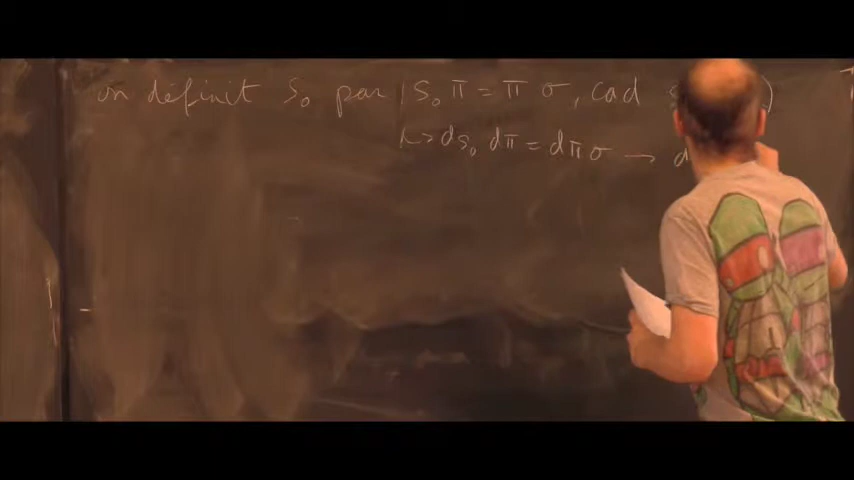 on définit s₀ par | s₀ π = π σ, cad s )
ds₀ dπ = dπ σ → d